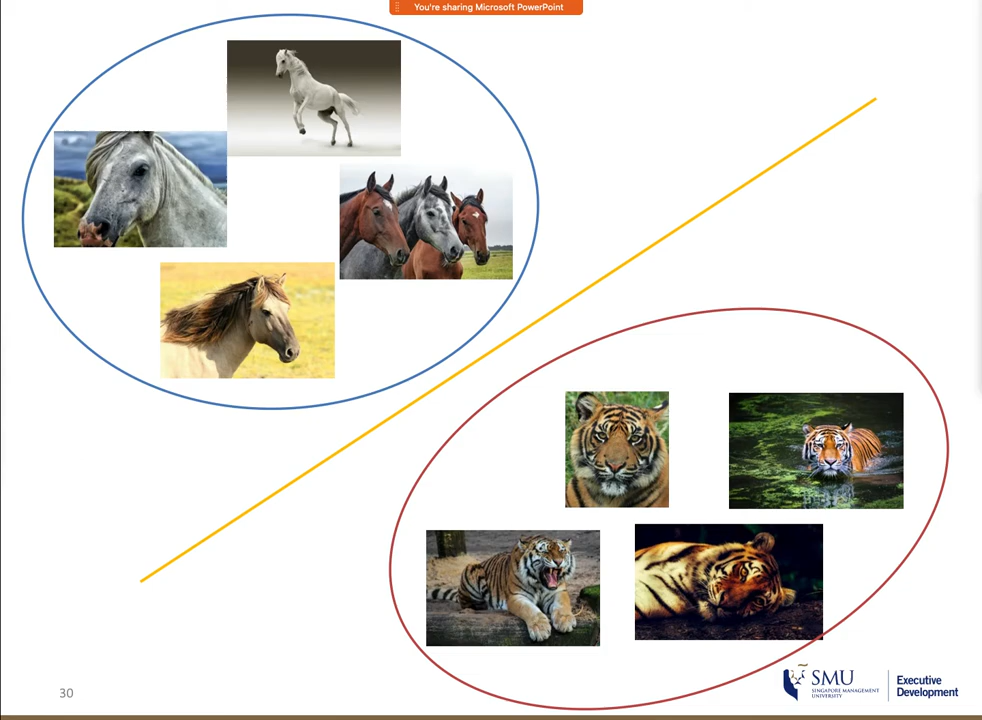 You're sharing Microsoft PowerPoint
30
SMU
SINGAPORE MANAGEMENT
UNIVERSITY
Executive
Development